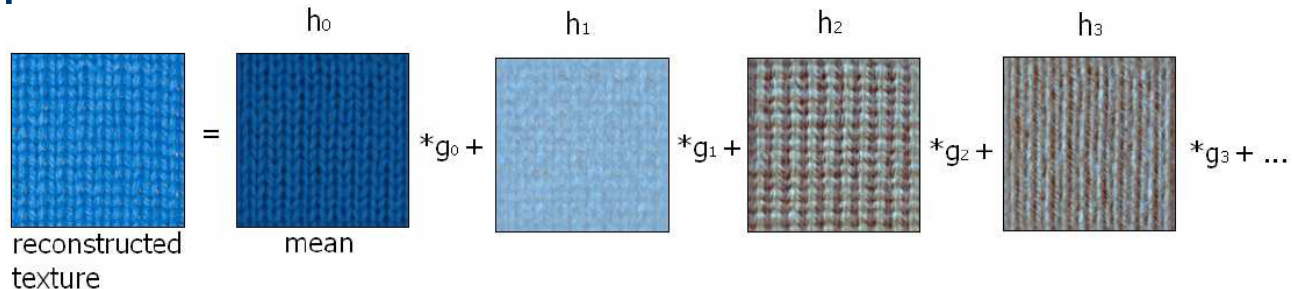 h₀ h₁ h₂ h₃
= *g₀ + *g₁ + *g₂ + *g₃ + ...
reconstructed mean
texture